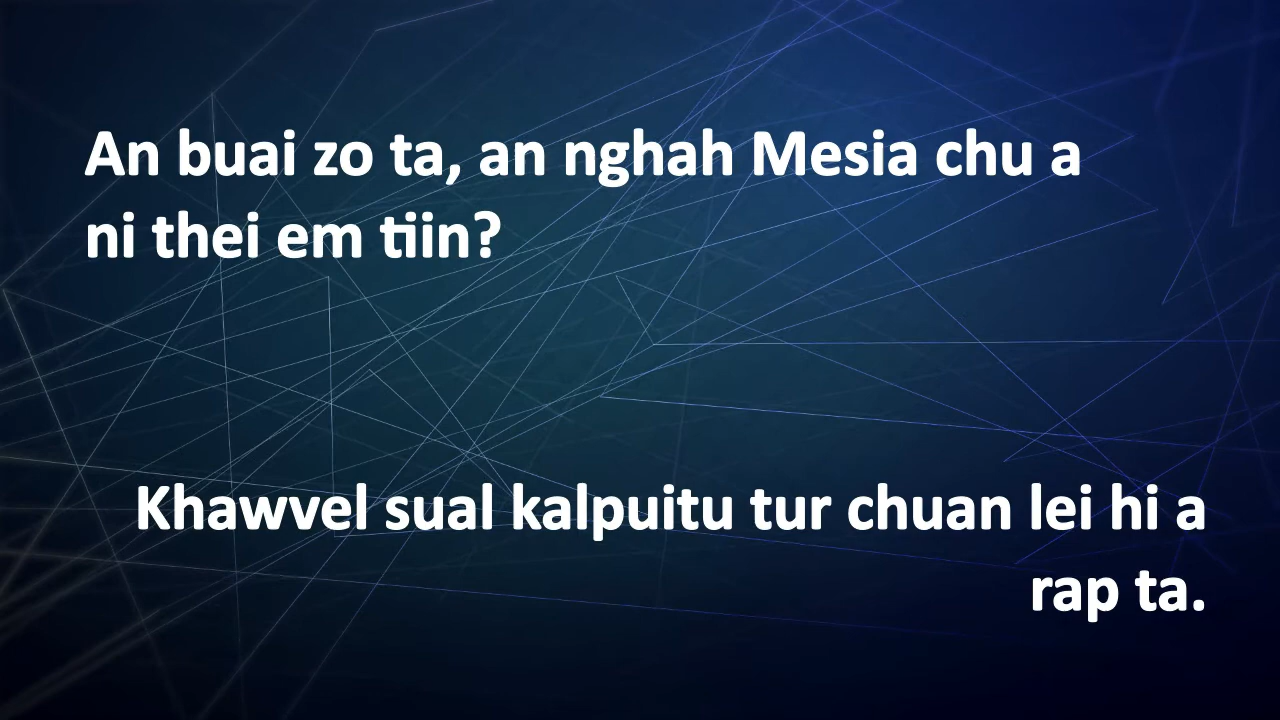 An buai zo ta, an nghah Mesia chu a
ni thei em tiin?
Khawvel sual kalpuitu tur chuan lei hi a
rap ta.